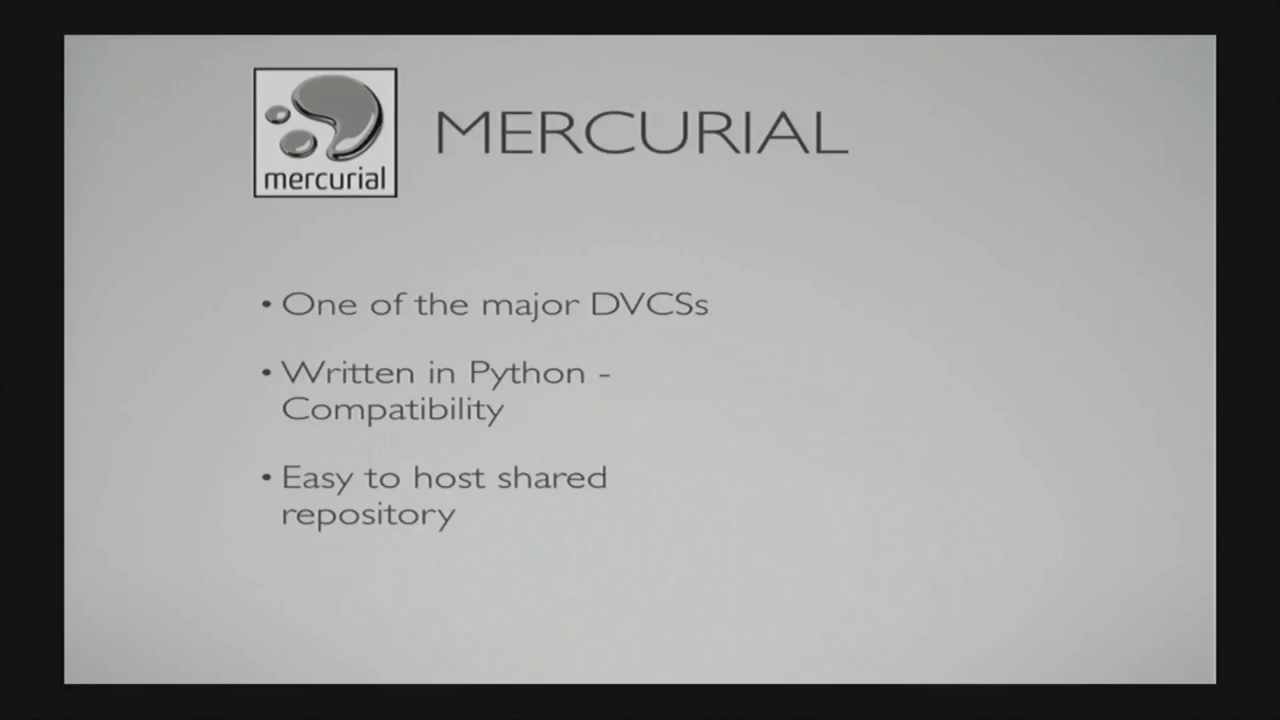 mercurial
MERCURIAL
• One of the major DVCSs
• Written in Python -
Compatibility
• Easy to host shared
repository